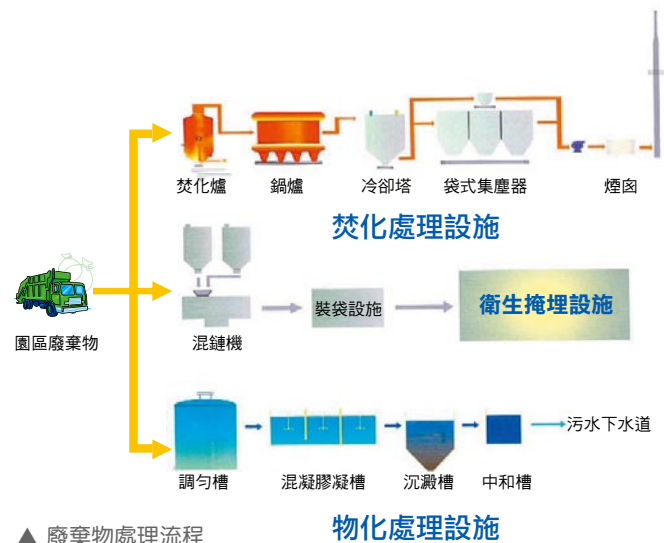 焚化爐
鍋爐
冷卻塔
袋式集塵器
煙囪
焚化處理設施
園區廢棄物
混鏈機
裝袋設施
衛生掩埋設施
調勻槽
混凝膠凝槽
沉澱槽
中和槽
污水下水道
物化處理設施
▲ 廢棄物處理流程